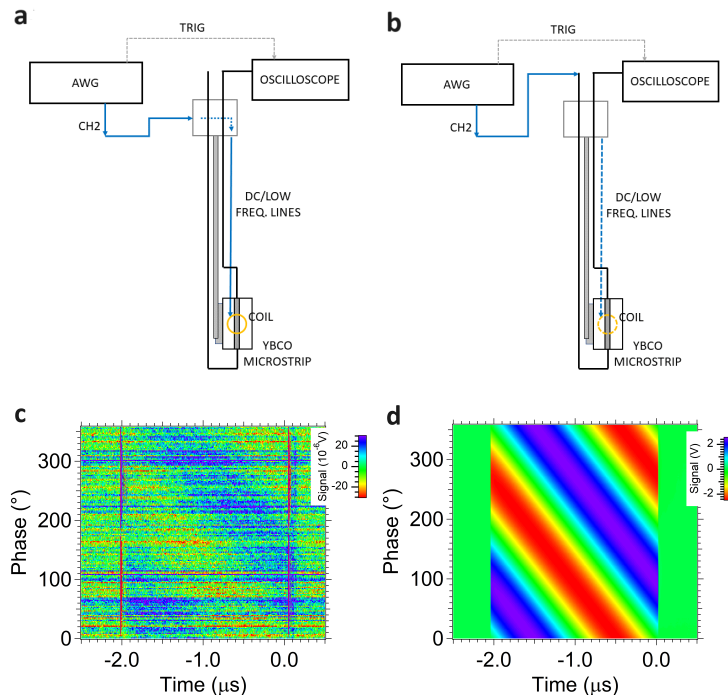 a
TRIG
AWG
OSCILLOSCOPE
CH2
DC/LOW
FREQ. LINES
COIL
YBCO
MICROSTRIP
b
TRIG
AWG
OSCILLOSCOPE
CH2
DC/LOW
FREQ. LINES
COIL
YBCO
MICROSTRIP
c
Phase (°)
300
200
100
0
-2.0
-1.0
0.0
Time (μs)
Signal (10⁻⁶V)
20
0
-20
d
Phase (°)
300
200
100
0
-2.0
-1.0
0.0
Time (μs)
Signal (V)
2
0
-2